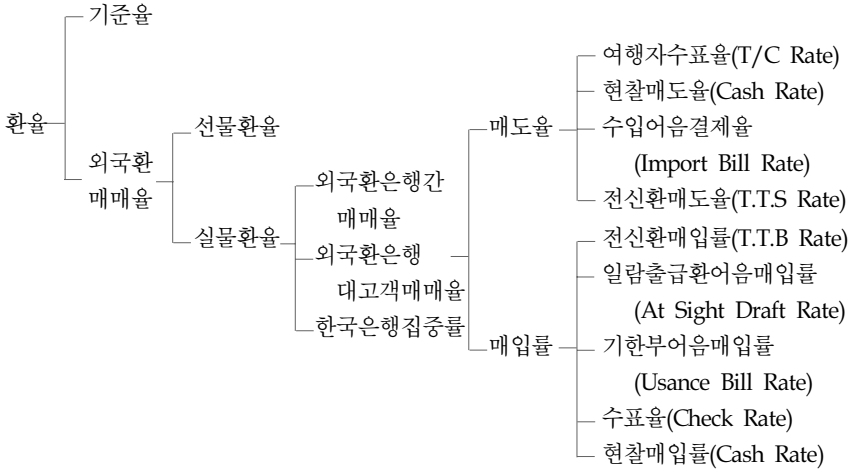 기준율
환율
외국환
매매율
선물환율
실물환율
외국환은행간
매매율
외국환은행
대고객매매율
한국은행집중률
매도율
여행자수표율(T/C Rate)
현찰매도율(Cash Rate)
수입어음결제율
(Import Bill Rate)
전신환매도율(T.T.S Rate)
매입률
전신환매입률(T.T.B Rate)
일람출급환어음매입률
(At Sight Draft Rate)
기한부어음매입률
(Usance Bill Rate)
수표율(Check Rate)
현찰매입률(Cash Rate)